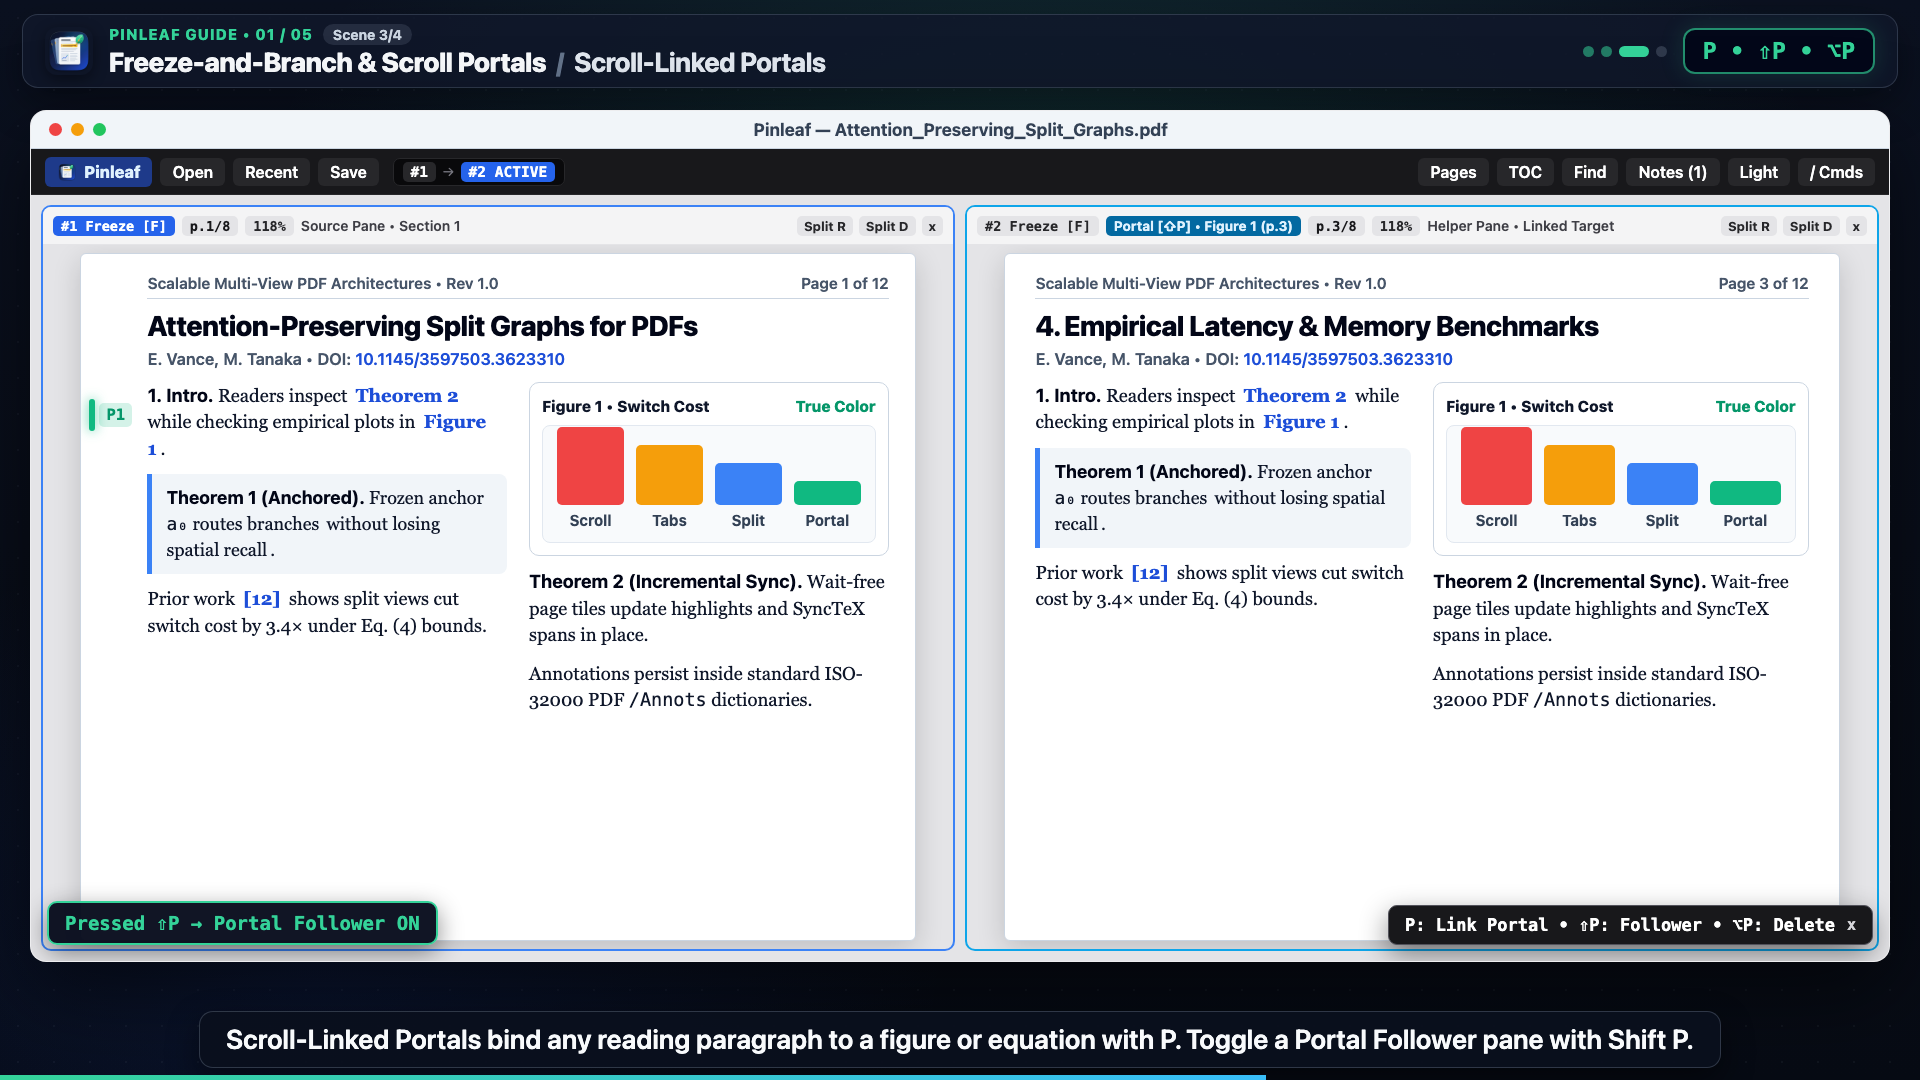 PINLEAF GUIDE • 01 / 05 Scene 3/4
Freeze-and-Branch & Scroll Portals / Scroll-Linked Portals
P • ⇧P • ⌥P
Pinleaf — Attention_Preserving_Split_Graphs.pdf
Pinleaf Open Recent Save #1 → #2 ACTIVE Pages TOC Find Notes (1) Light / Cmds
#1 Freeze [F] p.1/8 118% Source Pane • Section 1 Split R Split D x
Scalable Multi-View PDF Architectures • Rev 1.0 Page 1 of 12
Attention-Preserving Split Graphs for PDFs
E. Vance, M. Tanaka • DOI: 10.1145/3597503.3623310
P1
1. Intro. Readers inspect Theorem 2
while checking empirical plots in Figure
1 .
Theorem 1 (Anchored). Frozen anchor
a₀ routes branches without losing
spatial recall .
Prior work [12] shows split views cut
switch cost by 3.4× under Eq. (4) bounds.
Figure 1 • Switch Cost True Color
Scroll Tabs Split Portal
Theorem 2 (Incremental Sync). Wait-free
page tiles update highlights and SyncTeX
spans in place.
Annotations persist inside standard ISO-
32000 PDF /Annots dictionaries.
Pressed ⇧P → Portal Follower ON
#2 Freeze [F] Portal [⇧P] • Figure 1 (p.3) p.3/8 118% Helper Pane • Linked Target Split R Split D x
Scalable Multi-View PDF Architectures • Rev 1.0 Page 3 of 12
4. Empirical Latency & Memory Benchmarks
E. Vance, M. Tanaka • DOI: 10.1145/3597503.3623310
1. Intro. Readers inspect Theorem 2 while
checking empirical plots in Figure 1 .
Theorem 1 (Anchored). Frozen anchor
a₀ routes branches without losing spatial
recall .
Prior work [12] shows split views cut switch
cost by 3.4× under Eq. (4) bounds.
Figure 1 • Switch Cost True Color
Scroll Tabs Split Portal
Theorem 2 (Incremental Sync). Wait-free
page tiles update highlights and SyncTeX
spans in place.
Annotations persist inside standard ISO-
32000 PDF /Annots dictionaries.
P: Link Portal • ⇧P: Follower • ⌥P: Delete x
Scroll-Linked Portals bind any reading paragraph to a figure or equation with P. Toggle a Portal Follower pane with Shift P.